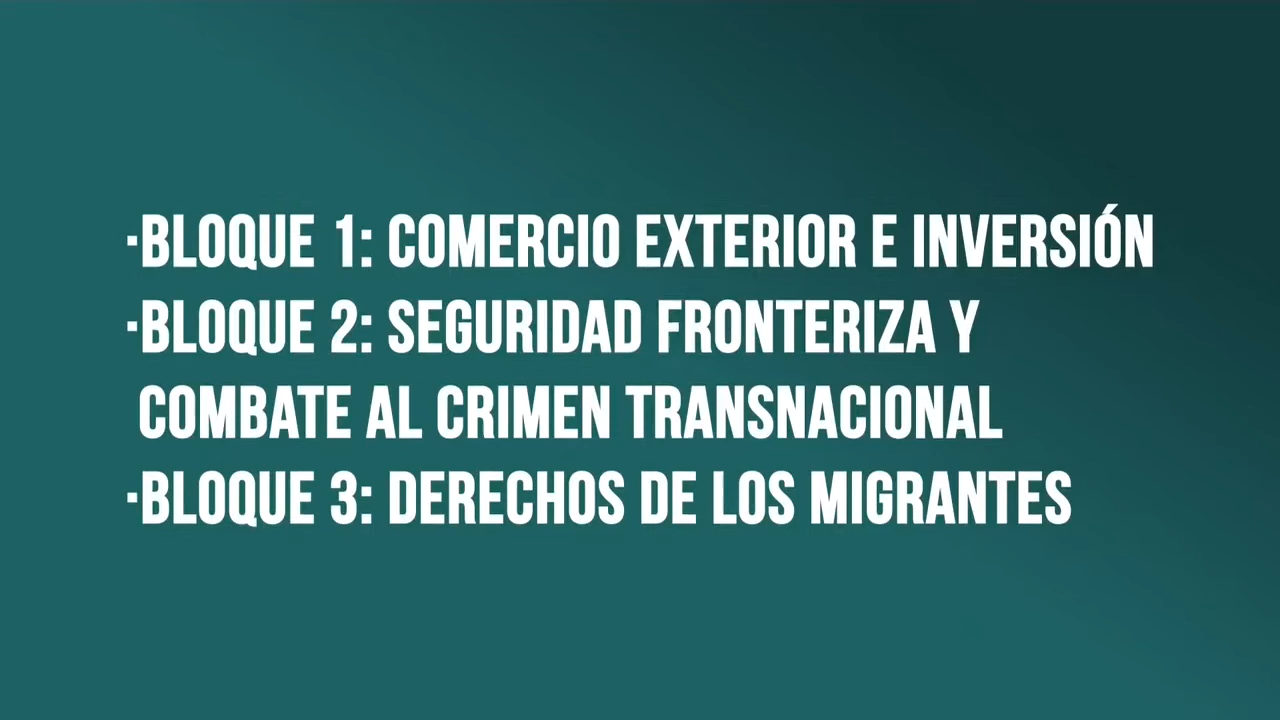 ·BLOQUE 1: COMERCIO EXTERIOR E INVERSIÓN
·BLOQUE 2: SEGURIDAD FRONTERIZA Y
COMBATE AL CRIMEN TRANSNACIONAL
·BLOQUE 3: DERECHOS DE LOS MIGRANTES